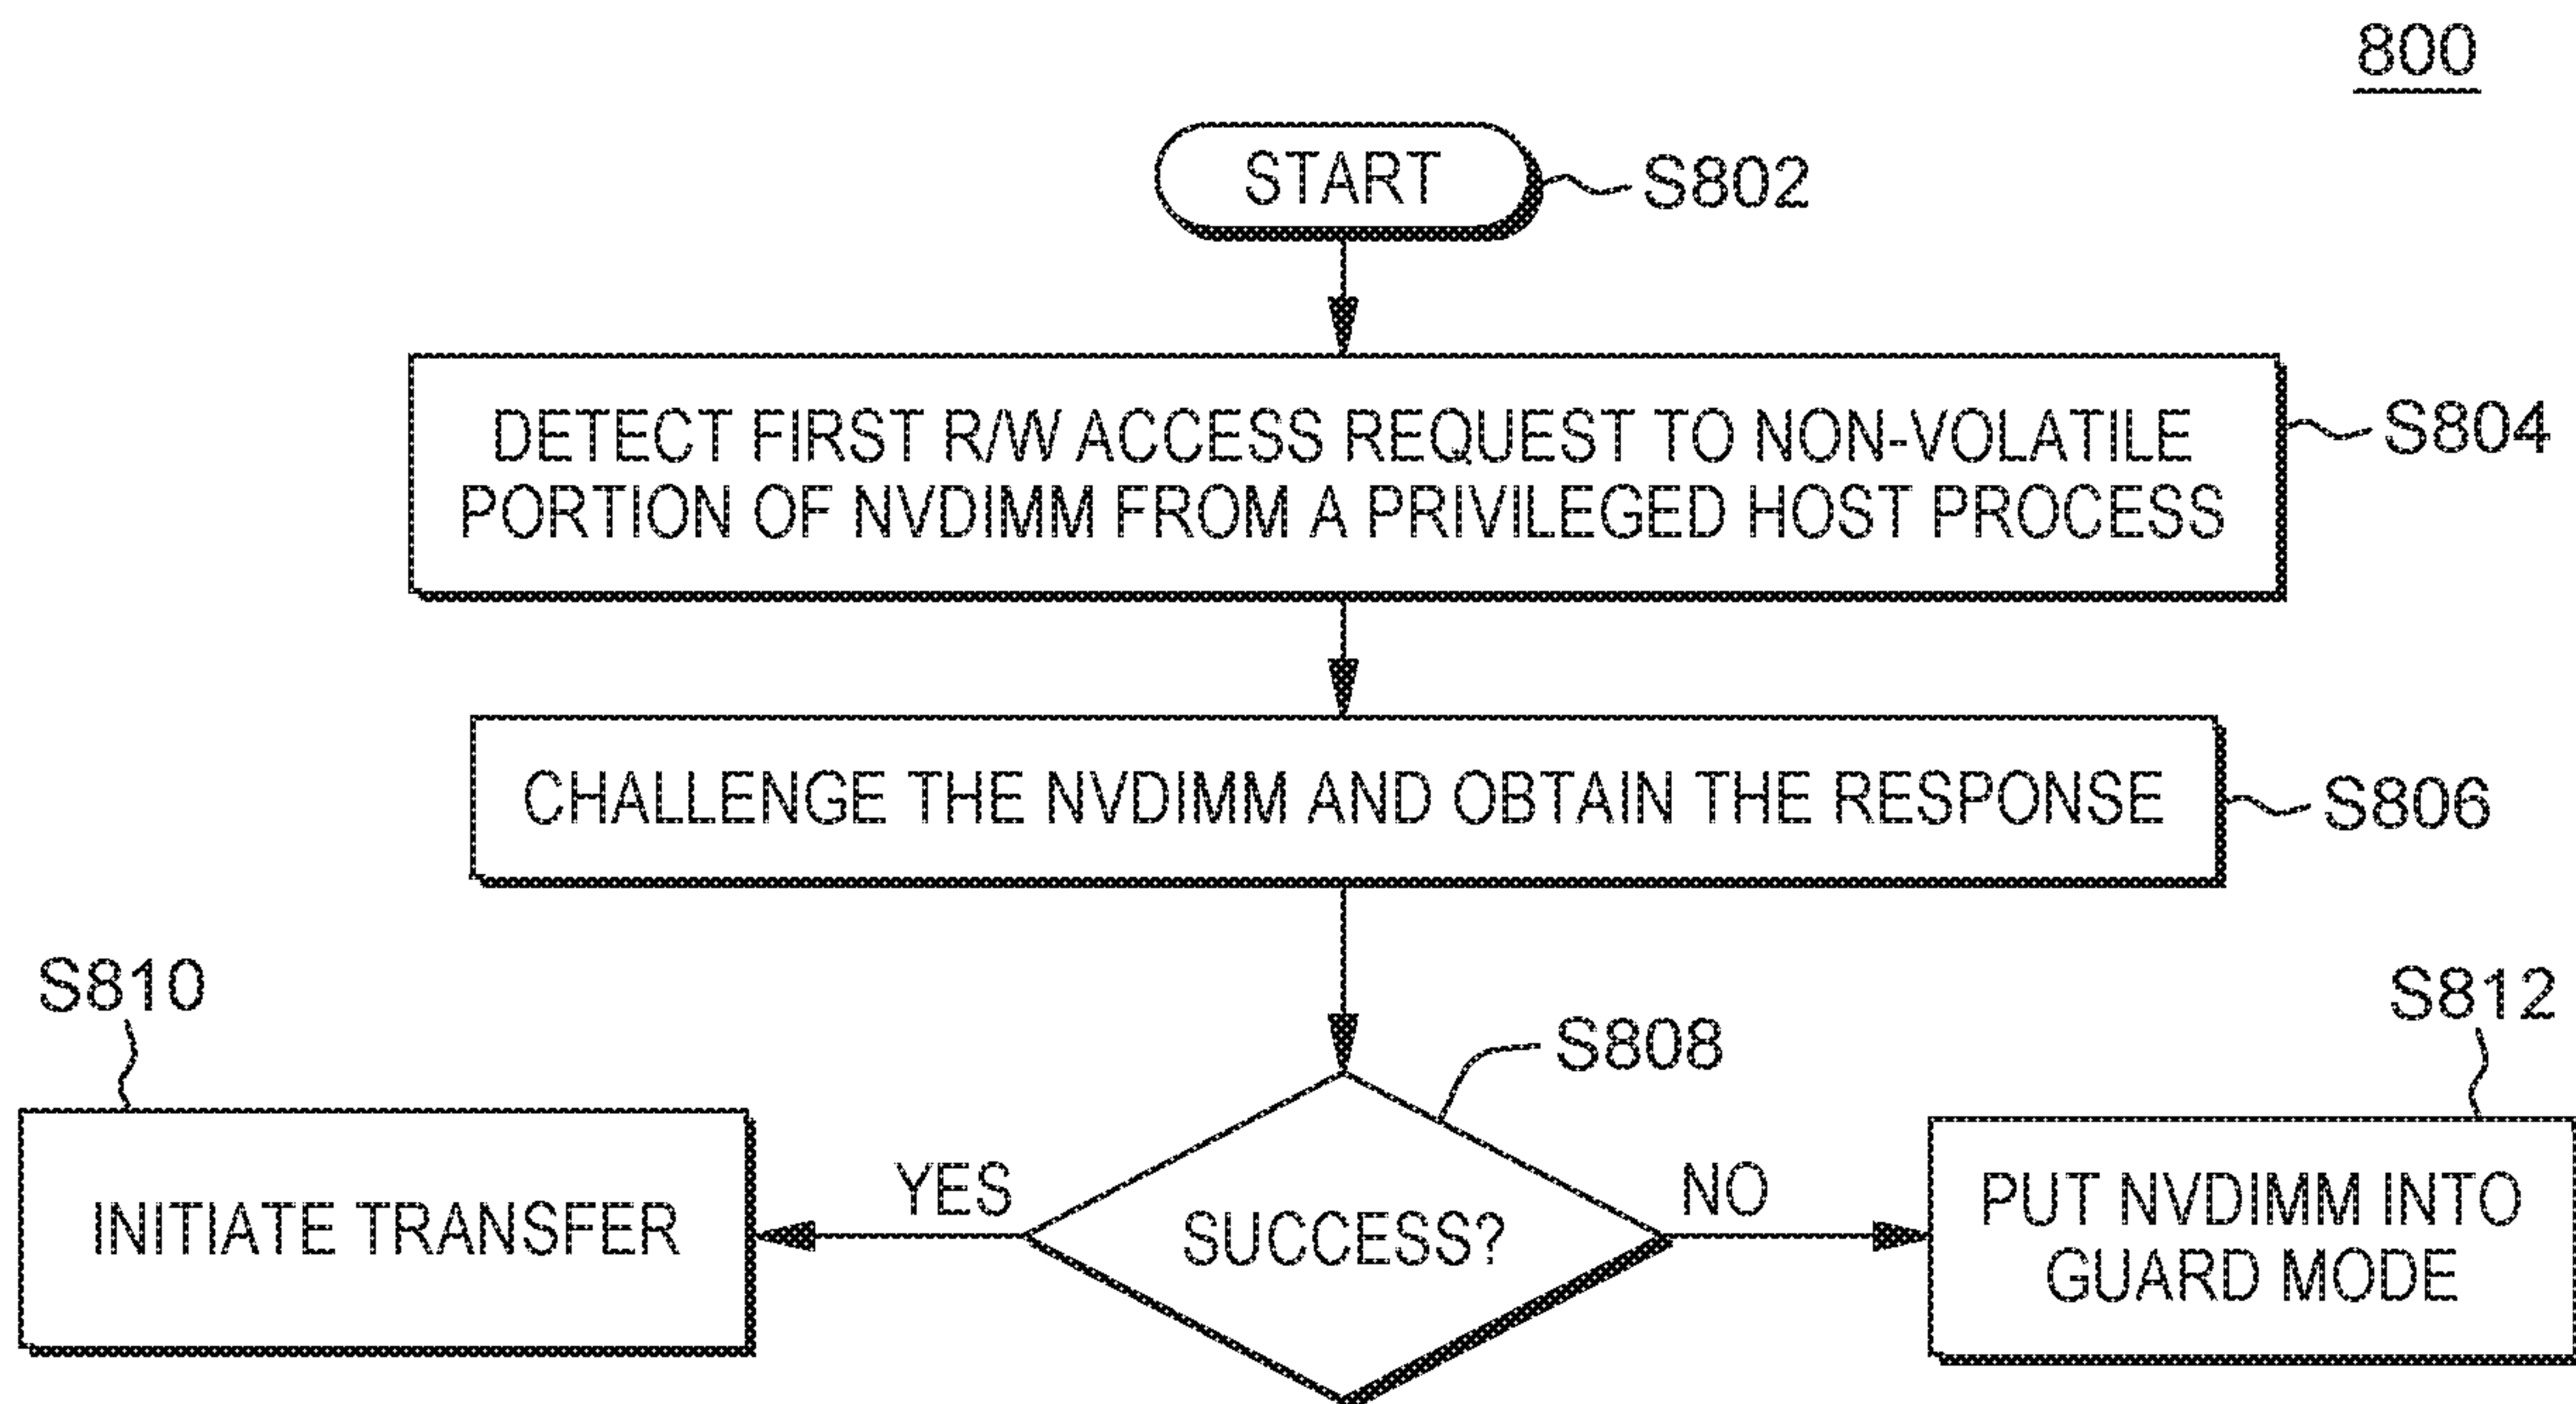 800
START
S802
DETECT FIRST R/W ACCESS REQUEST TO NON-VOLATILE
PORTION OF NVDIMM FROM A PRIVILEGED HOST PROCESS
S804
CHALLENGE THE NVDIMM AND OBTAIN THE RESPONSE
S806
S810
S808
S812
INITIATE TRANSFER
YES
SUCCESS?
NO
PUT NVDIMM INTO
GUARD MODE